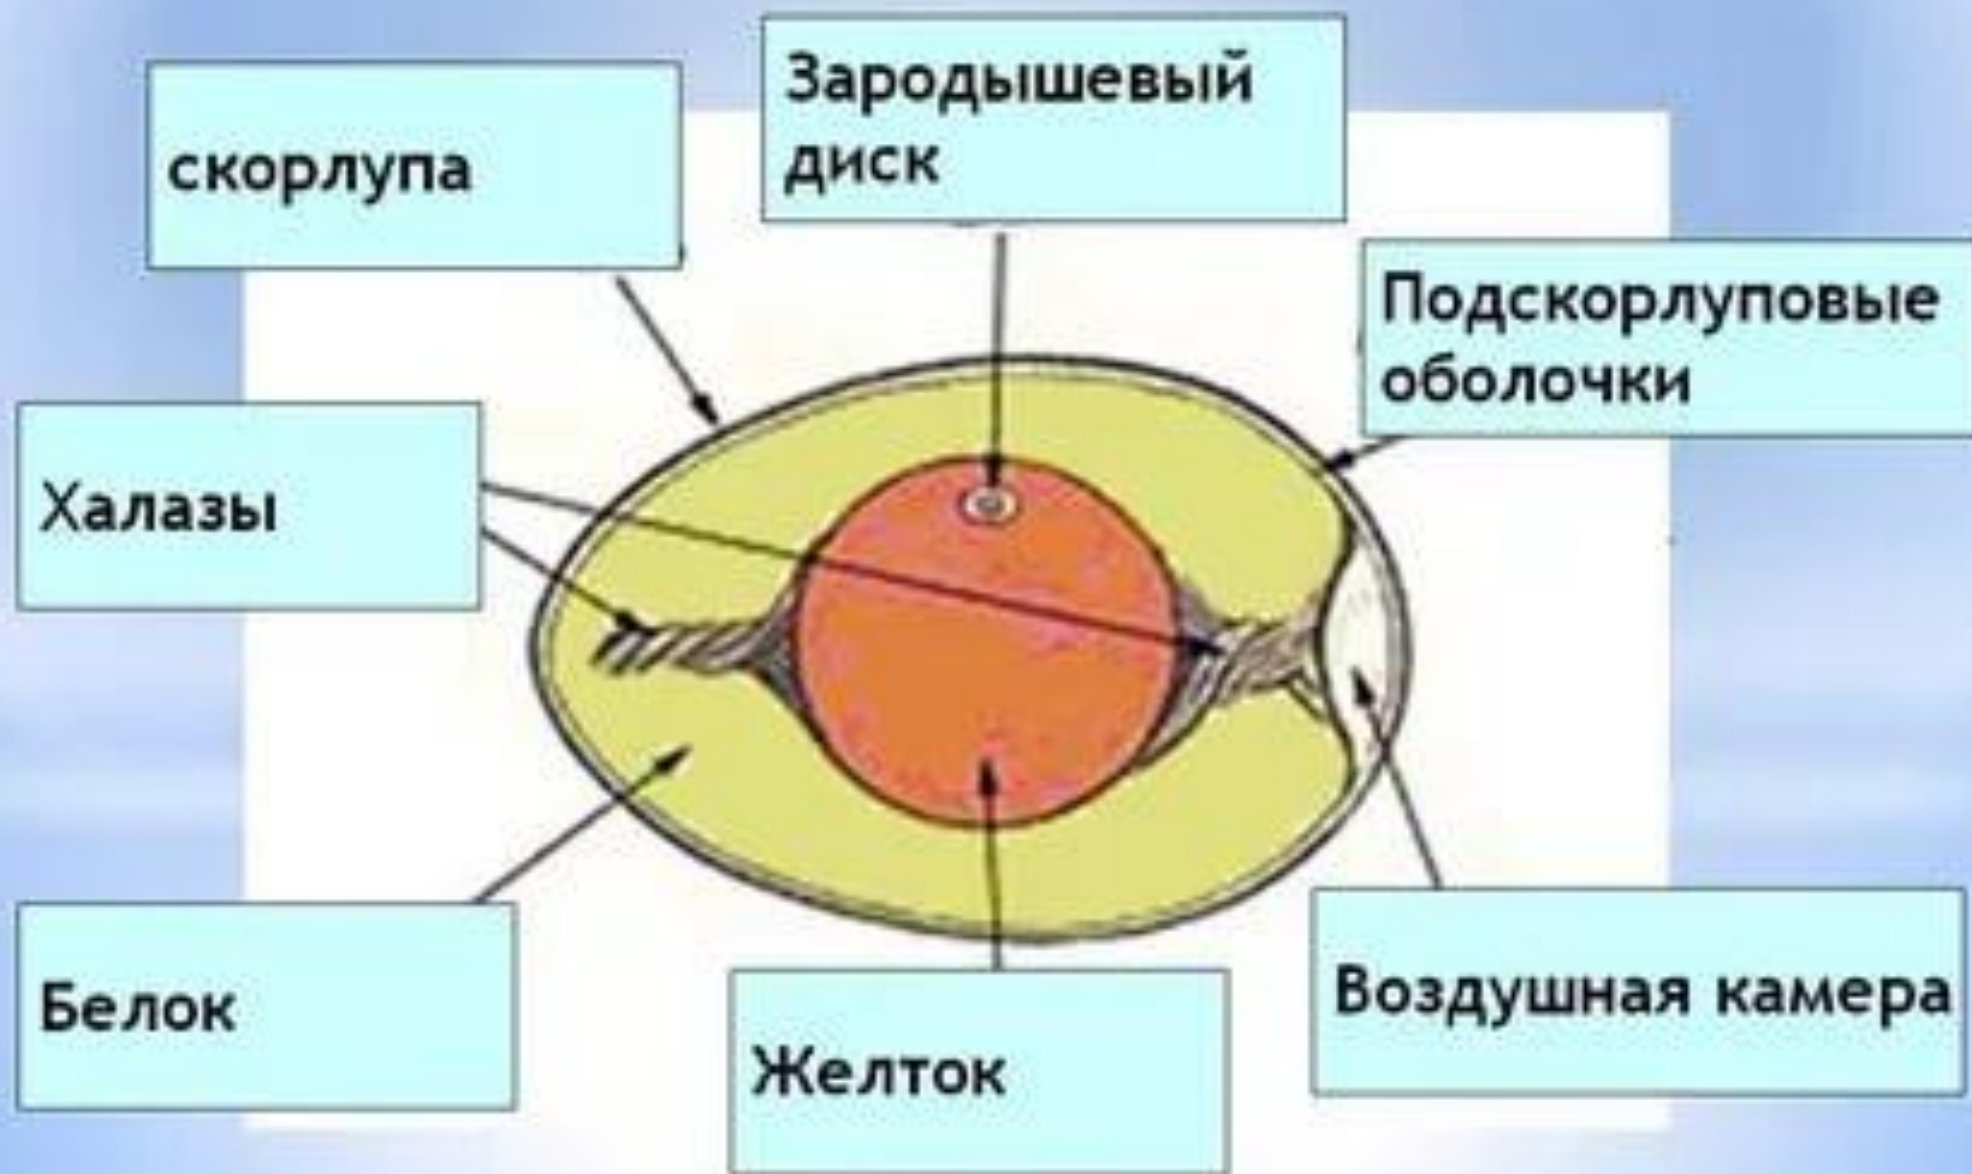 скорлупа
Зародышевый
диск
Подскорлуповые
оболочки
Халазы
Белок
Желток
Воздушная камера